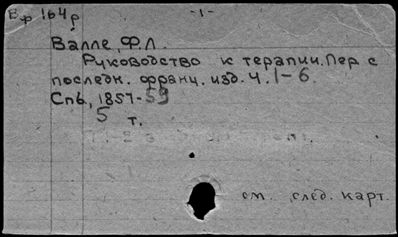 Вф 164р
-1-
Валле, Ф.Л.
Руководство к терапии. Пер с
последн. франц. изд. Ч. 1-6.
Спб, 1857-59
5 т.
см. след. карт.